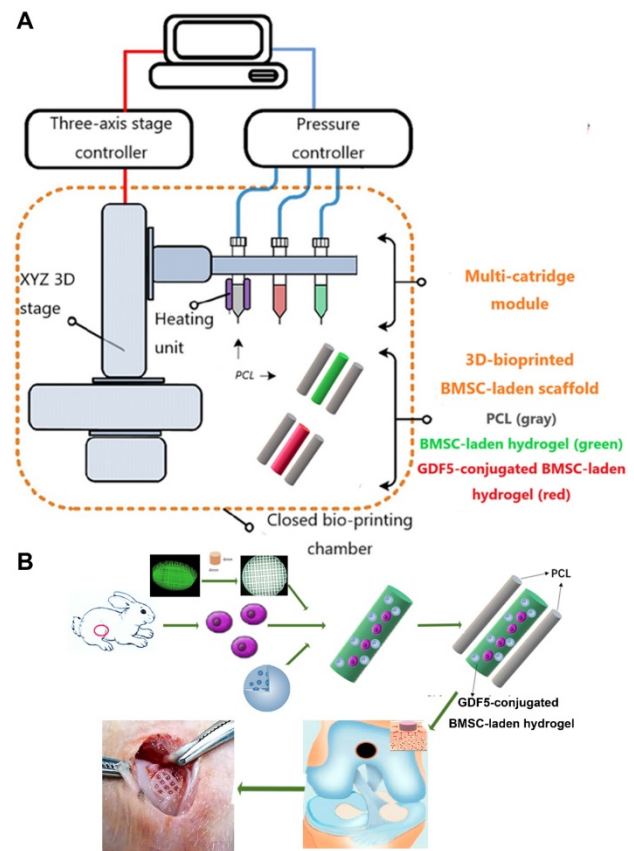 A
Three-axis stage
controller
Pressure
controller
XYZ 3D
stage
Heating
unit
PCL
Multi-catridge
module
3D-bioprinted
BMSC-laden scaffold
PCL (gray)
BMSC-laden hydrogel (green)
GDF5-conjugated BMSC-laden
hydrogel (red)
Closed bio-printing
chamber
B
PCL
GDF5-conjugated
BMSC-laden hydrogel